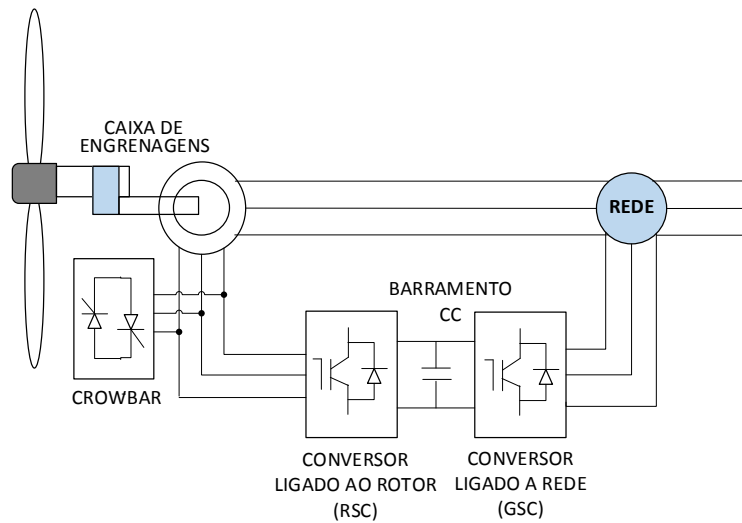 CAIXA DE
ENGRENAGENS
REDE
BARRAMENTO
CC
CROWBAR
CONVERSOR
LIGADO AO ROTOR
(RSC)
CONVERSOR
LIGADO A REDE
(GSC)